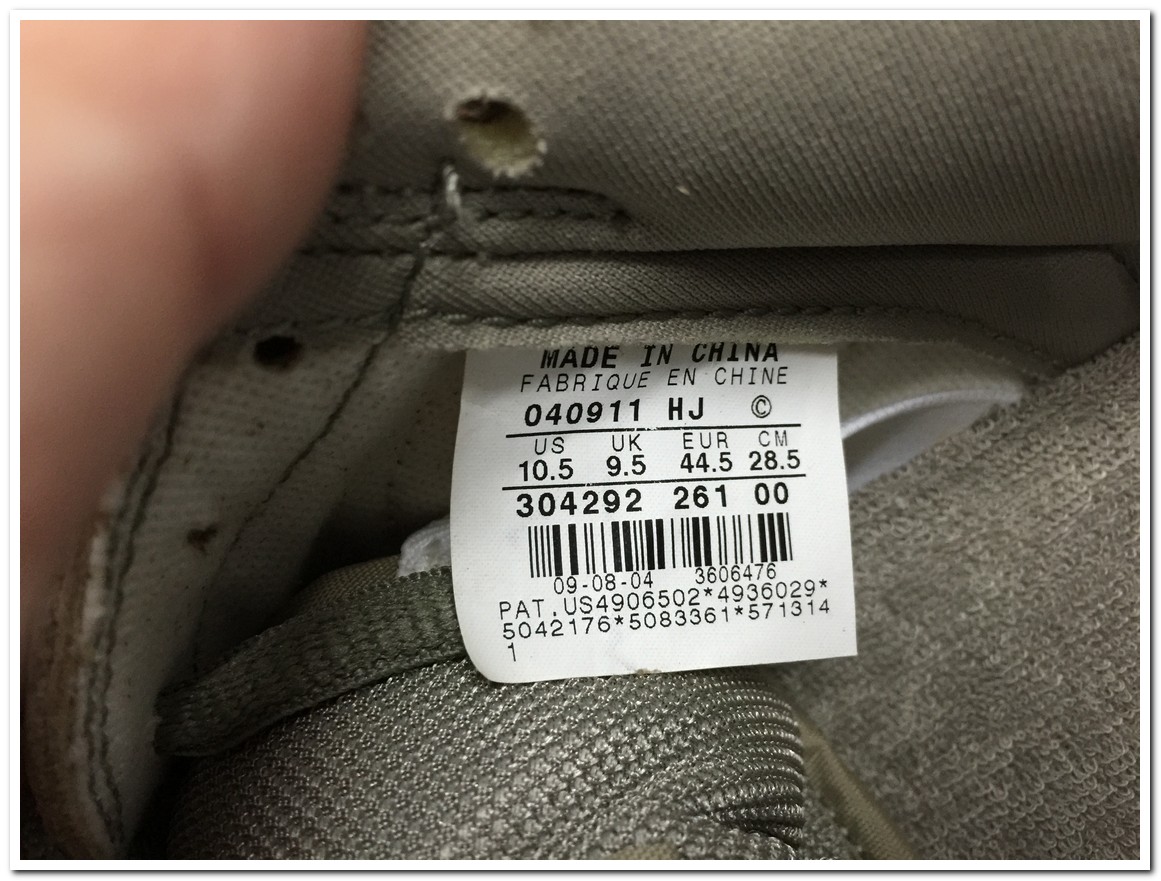 MADE IN CHINA
FABRIQUE EN CHINE
040911 HJ ©
US UK EUR CM
10.5 9.5 44.5 28.5
304292 261 00
09-08-04 3606476
PAT.US4906502*4936029*
5042176*5083361*571314
1